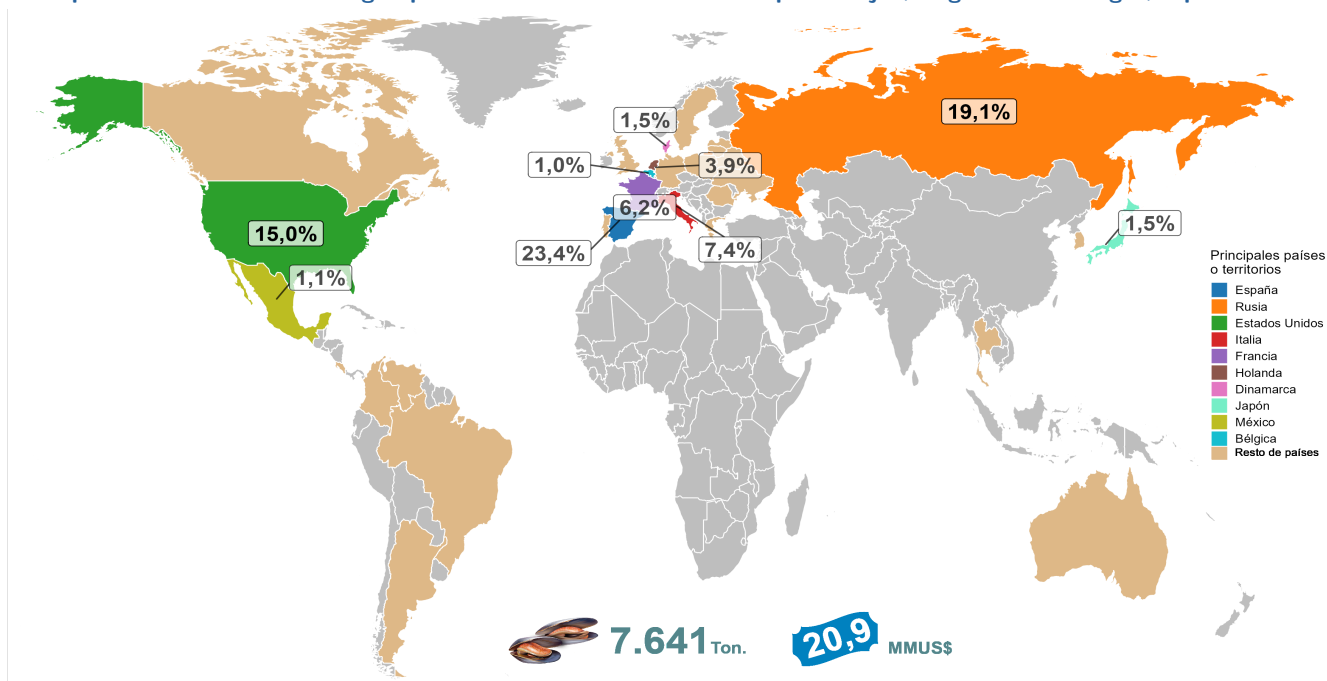 19,1%
1,5%
1,0%
3,9%
6,2%
15,0%
1,5%
23,4%
7,4%
1,1%
Principales países
o territorios
España
Rusia
Estados Unidos
Italia
Francia
Holanda
Dinamarca
Japón
México
Bélgica
Resto de países
7.641 Ton.
20,9 MMUS$